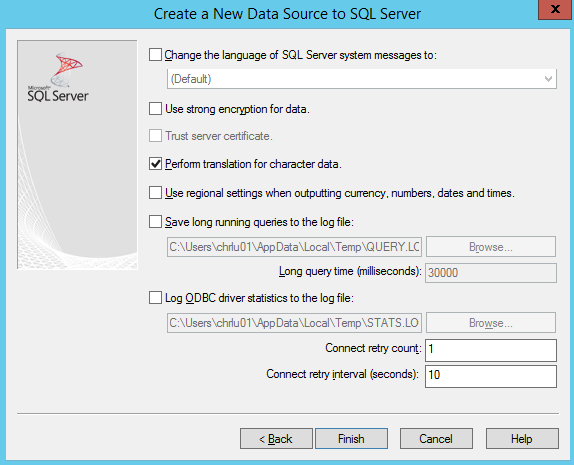 Create a New Data Source to SQL Server
x
Microsoft
SQL Server
Change the language of SQL Server system messages to:
(Default)
Use strong encryption for data.
Trust server certificate.
Perform translation for character data.
Use regional settings when outputting currency, numbers, dates and times.
Save long running queries to the log file:
C:\Users\chrlu01\AppData\Local\Temp\QUERY.LO Browse...
Long query time (milliseconds): 30000
Log ODBC driver statistics to the log file:
C:\Users\chrlu01\AppData\Local\Temp\STATS.LO Browse...
Connect retry count: 1
Connect retry interval (seconds): 10
< Back Finish Cancel Help